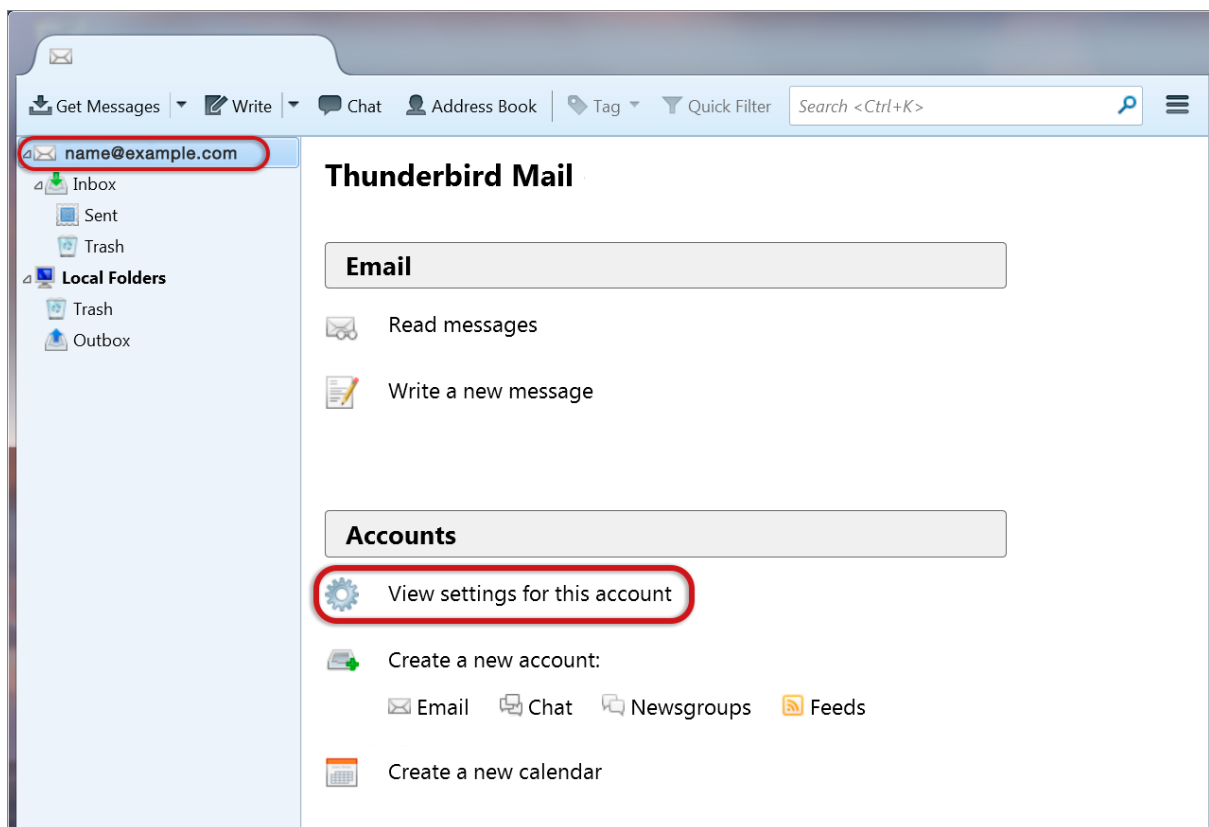 Get Messages Write Chat Address Book Tag Quick Filter Search <Ctrl+K>
name@example.com
Inbox
Sent
Trash
Local Folders
Trash
Outbox
Thunderbird Mail
Email
Read messages
Write a new message
Accounts
View settings for this account
Create a new account:
Email Chat Newsgroups Feeds
Create a new calendar